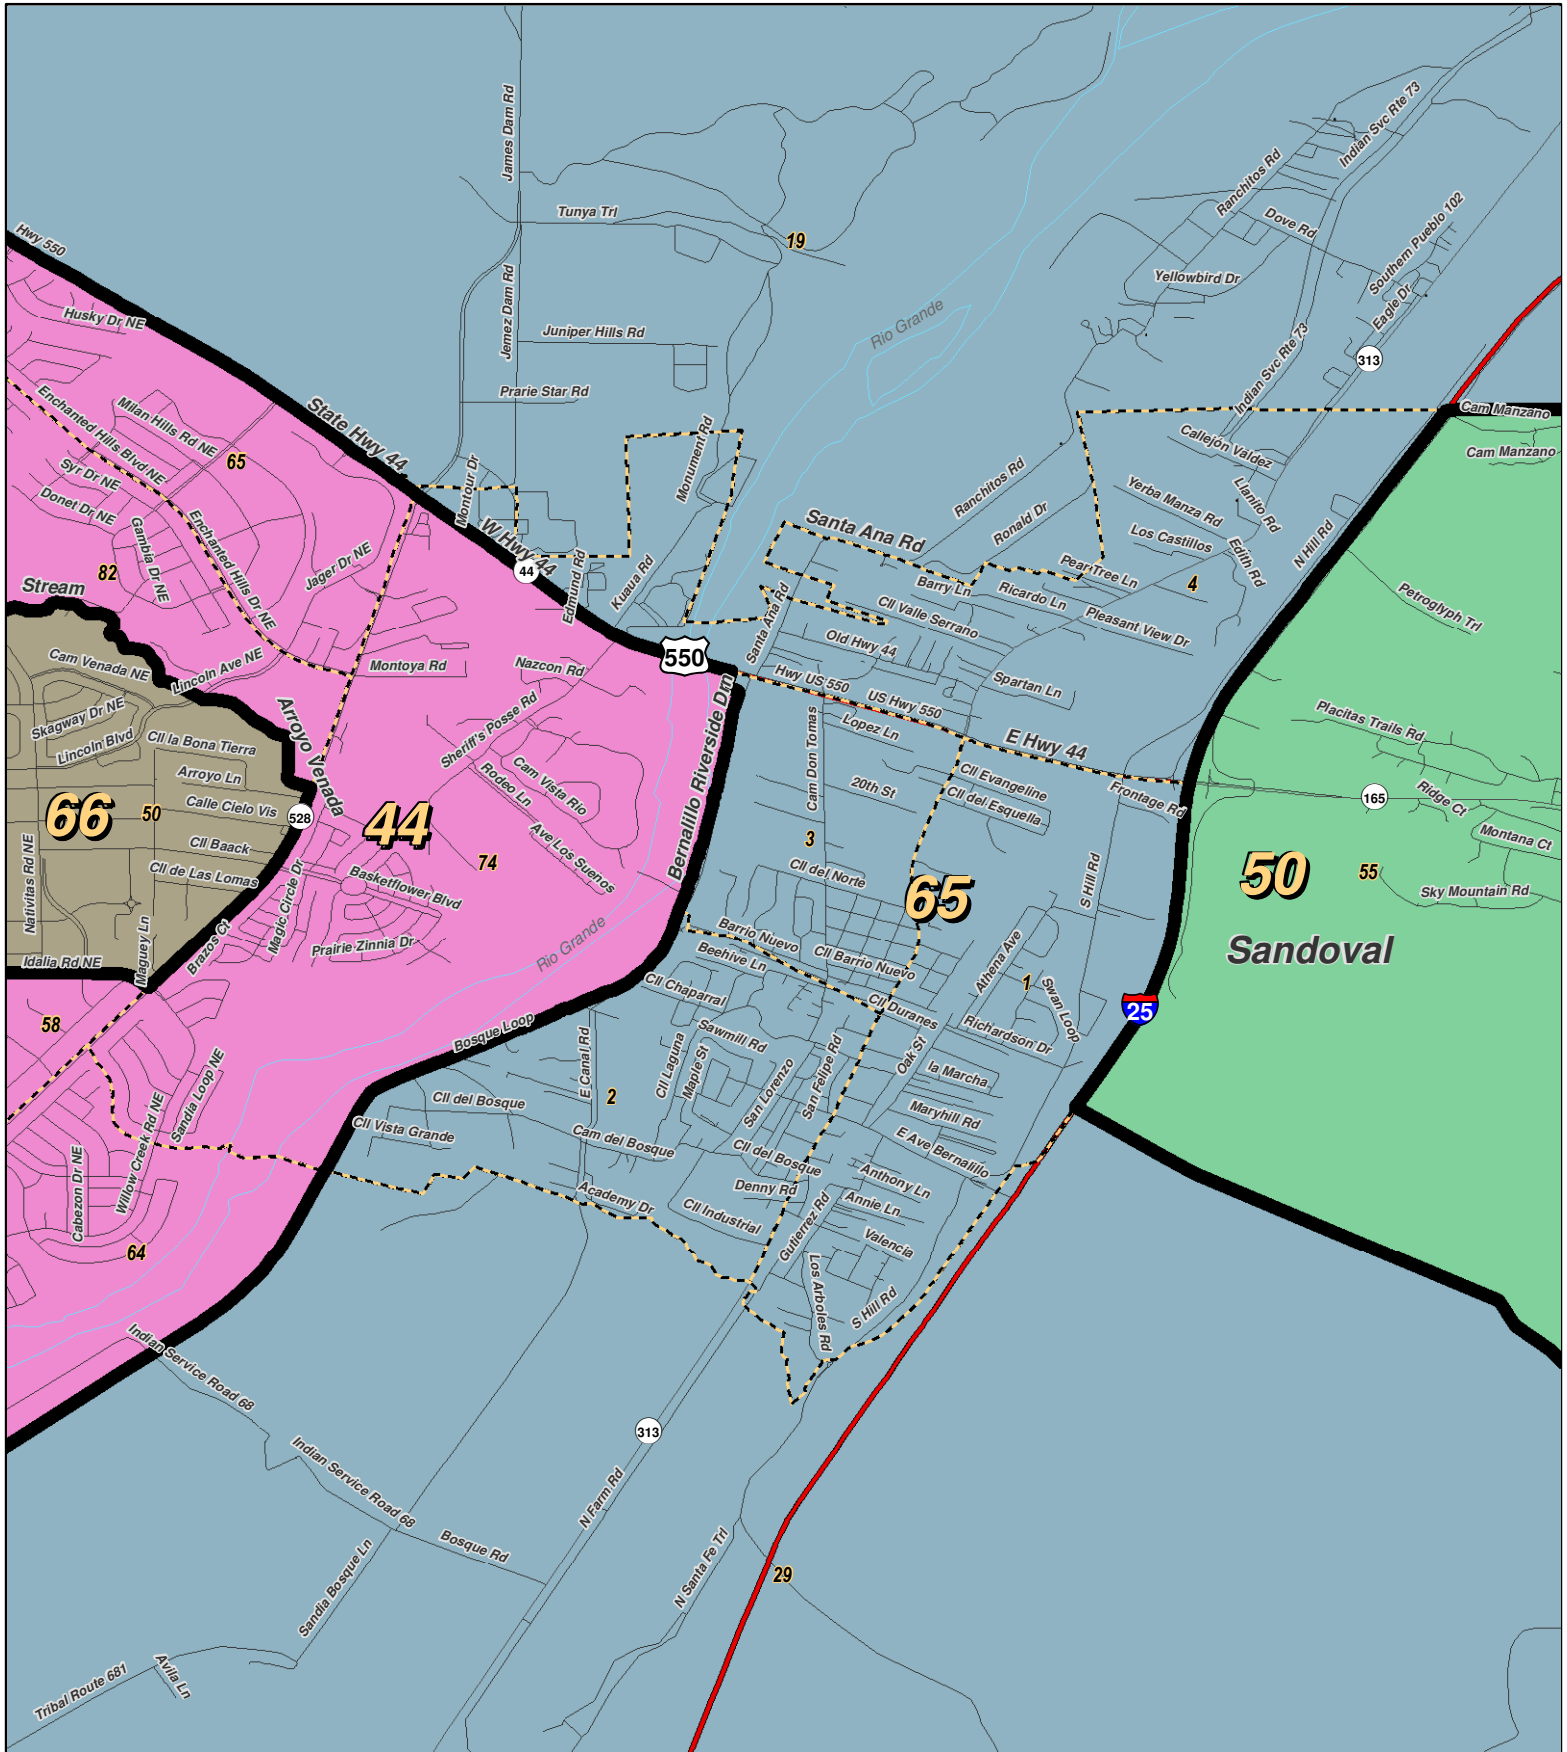 James Dam Rd
Indian Svc Rte 73
Ranchitos Rd
Tunya Trl
19
Dove Rd
Southern Pueblo 102
Hwy 550
Yellowbird Dr
Eagle Dr
Jemez Dam Rd
Husky Dr NE
Juniper Hills Rd
Rio Grande
Indian Svc Rte 73
313
Prarie Star Rd
Enchanted Hills Blvd NE
Milan Hills Rd NE
State Hwy 44
Cam Manzano
Cam Manzano
65
Monument Rd
Callejón Valdez
Syr Dr NE
Montour Dr
Ranchitos Rd
Donet Dr NE
Yerba Manza Rd
Llanito Rd
Gambia Dr NE
Enchanted Hills Dr NE
W Hwy 44
44
Santa Ana Rd
Ronald Dr
Los Castillos
Edith Rd
N Hill Rd
82
Jager Dr NE
Stream
Edmund Rd
Kuaua Rd
Pear Tree Ln
Barry Ln
Ricardo Ln
4
Petroglyph Trl
Cll Valle Serrano
Pleasant View Dr
Santa Ana Rd
Old Hwy 44
550
Cam Venada NE
Lincoln Ave NE
Montoya Rd
Nazcon Rd
Hwy US 550
US Hwy 550
Spartan Ln
Skagway Dr NE
Lincoln Blvd
Cll la Bona Tierra
Arroyo Venada
Sheriff's Posse Rd
Bernalillo Riverside Drn
Cam Don Tomas
Lopez Ln
E Hwy 44
Placitas Trails Rd
Arroyo Ln
Rodeo Ln
Cam Vista Rio
20th St
Cll Evangeline
Cll del Esquella
Frontage Rd
165
Ridge Ct
66
50
Calle Cielo Vis
528
44
Ave Los Suenos
3
Montana Ct
Nativitas Rd NE
Cll Baack
74
Cll del Norte
S Hill Rd
50
55
Cll de Las Lomas
Basketflower Blvd
65
Sky Mountain Rd
Magic Circle Dr
Maguey Ln
Brazos Ct
Prairie Zinnia Dr
Rio Grande
Barrio Nuevo
Cll Barrio Nuevo
Athena Ave
Sandoval
Idalia Rd NE
Beehive Ln
Cll Chaparral
1
Swan Loop
25
58
Bosque Loop
Cll Duranes
Richardson Dr
E Canal Rd
Cll Laguna
Sawmill Rd
Maple St
San Lorenzo
San Felipe Rd
Oak St
la Marcha
Sandia Loop NE
2
Cll del Bosque
Maryhill Rd
Willow Creek Rd NE
Cll Vista Grande
Cam del Bosque
Cll del Bosque
E Ave Bernalillo
Cabezon Dr NE
Anthony Ln
Denny Rd
Annie Ln
Academy Dr
Cll Industrial
Gutierrez Rd
Valencia
64
Los Arboles Rd
S Hill Rd
Indian Service Road 68
313
Indian Service Road 68
N Farm Rd
Bosque Rd
Sandia Bosque Ln
N Santa Fe Trl
29
Tribal Route 681
Avila Ln